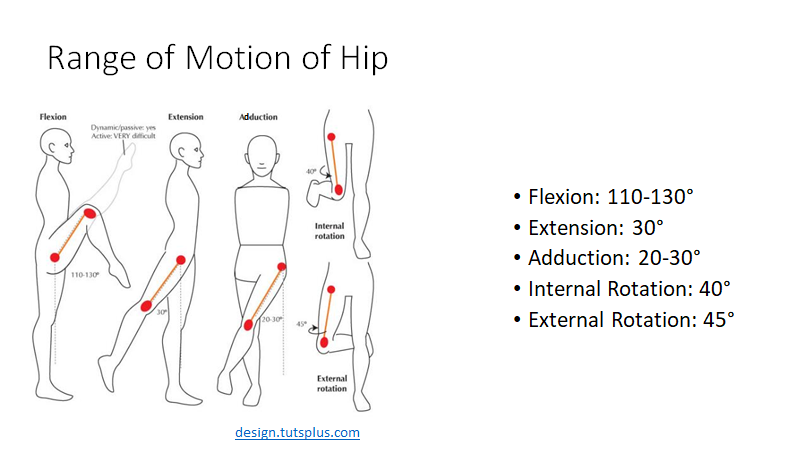 Range of Motion of Hip
Flexion
Dynamic/passive: yes
Active: VERY difficult
110-130°
Extension
30°
Adduction
20-30°
40°
Internal
rotation
45°
External
rotation
• Flexion: 110-130°
• Extension: 30°
• Adduction: 20-30°
• Internal Rotation: 40°
• External Rotation: 45°
design.tutsplus.com